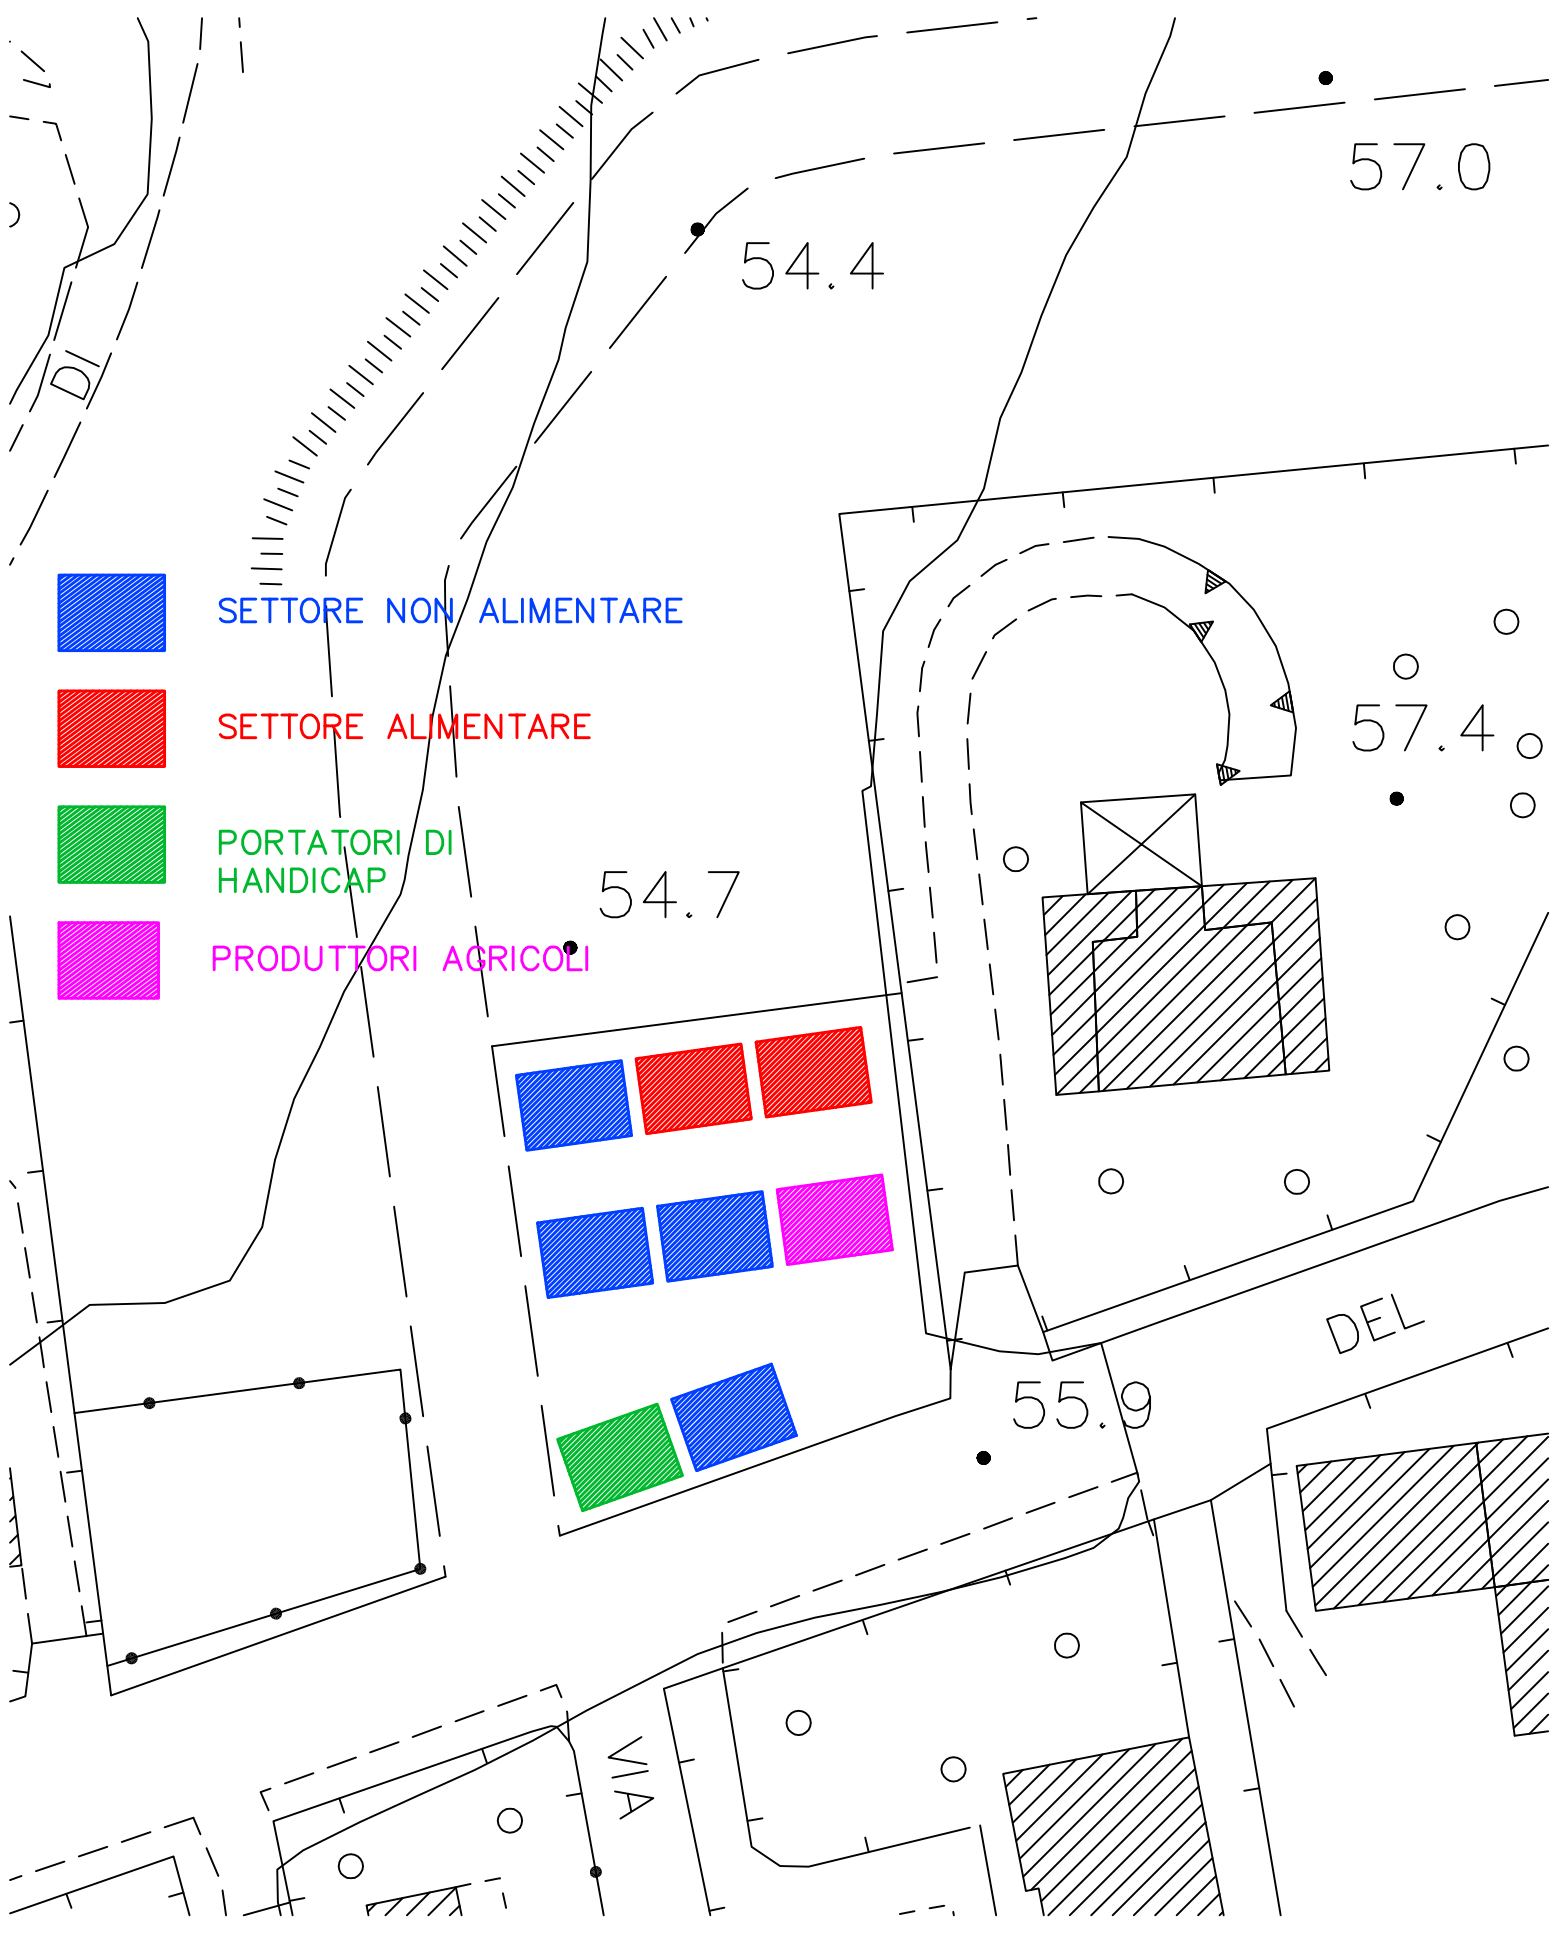 57.0
54.4
DI
SETTORE NON ALIMENTARE
SETTORE ALIMENTARE
57.4
PORTATORI DI
HANDICAP
54.7
PRODUTTORI AGRICOLI
DEL
55.9
VIA